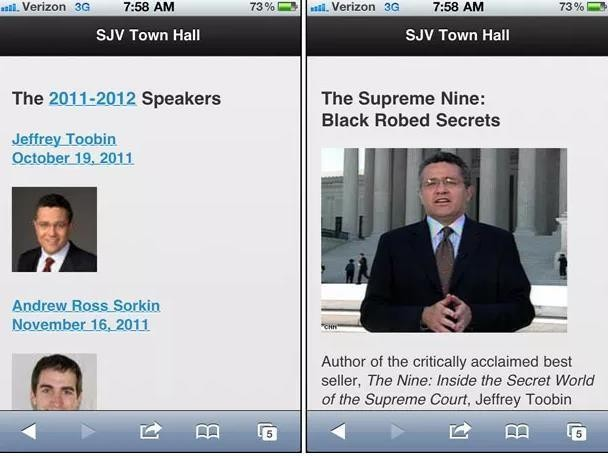 Verizon 3G 7:58 AM 73%
SJV Town Hall
The 2011-2012 Speakers
Jeffrey Toobin
October 19, 2011
Andrew Ross Sorkin
November 16, 2011
5
Verizon 3G 7:58 AM 73%
SJV Town Hall
The Supreme Nine:
Black Robed Secrets
CNN
Author of the critically acclaimed best
seller, The Nine: Inside the Secret World
of the Supreme Court, Jeffrey Toobin
5